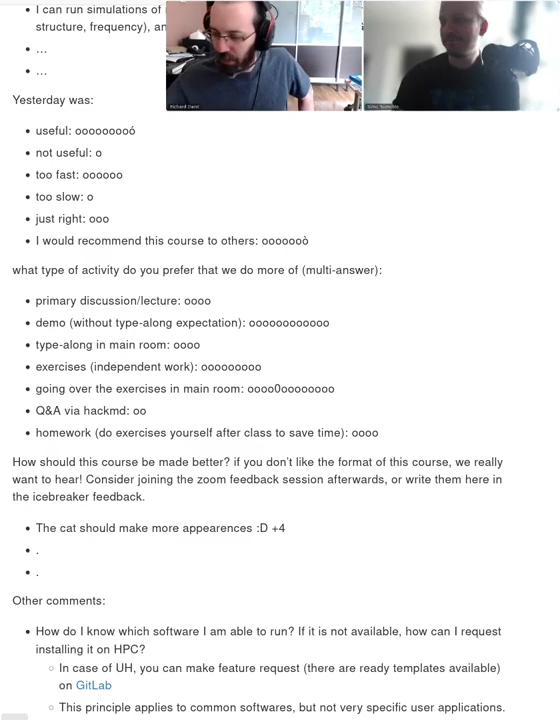 I can run simulations of
structure, frequency), an
…
…
Yesterday was:
useful: ooooooooó
not useful: o
too fast: oooooo
too slow: o
just right: ooo
I would recommend this course to others: ooooooò
what type of activity do you prefer that we do more of (multi-answer):
primary discussion/lecture: oooo
demo (without type-along expectation): oooooooooooo
type-along in main room: oooo
exercises (independent work): ooooooooo
going over the exercises in main room: oooo0oooooooo
Q&A via hackmd: oo
homework (do exercises yourself after class to save time): oooo
How should this course be made better? if you don't like the format of this course, we really
want to hear! Consider joining the zoom feedback session afterwards, or write them here in
the icebreaker feedback.
The cat should make more appearences :D +4
.
.
Other comments:
How do I know which software I am able to run? If it is not available, how can I request
installing it on HPC?
In case of UH, you can make feature request (there are ready templates available)
on GitLab
This principle applies to common softwares, but not very specific user applications.